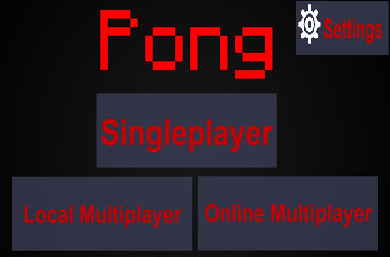 Pong
Settings
Singleplayer
Local Multiplayer
Online Multiplayer